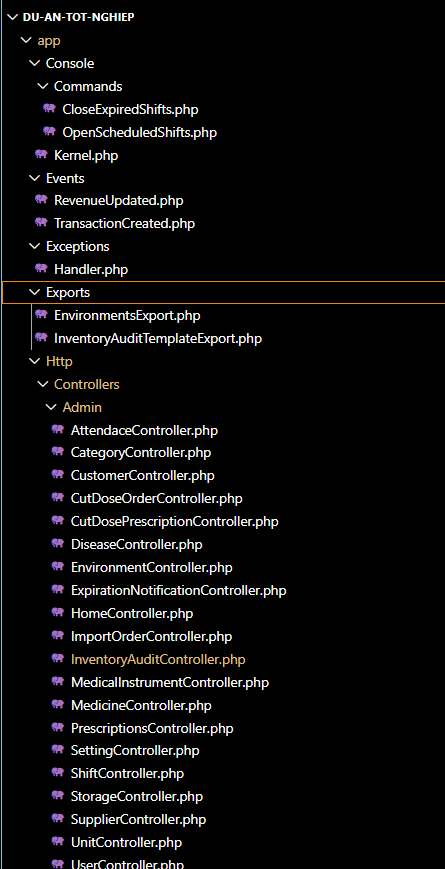 DU-AN-TOT-NGHIEP
app
Console
Commands
CloseExpiredShifts.php
OpenScheduledShifts.php
Kernel.php
Events
RevenueUpdated.php
TransactionCreated.php
Exceptions
Handler.php
Exports
EnvironmentsExport.php
InventoryAuditTemplateExport.php
Http
Controllers
Admin
AttendaceController.php
CategoryController.php
CustomerController.php
CutDoseOrderController.php
CutDosePrescriptionController.php
DiseaseController.php
EnvironmentController.php
ExpirationNotificationController.php
HomeController.php
ImportOrderController.php
InventoryAuditController.php
MedicalInstrumentController.php
MedicineController.php
PrescriptionsController.php
SettingController.php
ShiftController.php
StorageController.php
SupplierController.php
UnitController.php
UserController.php